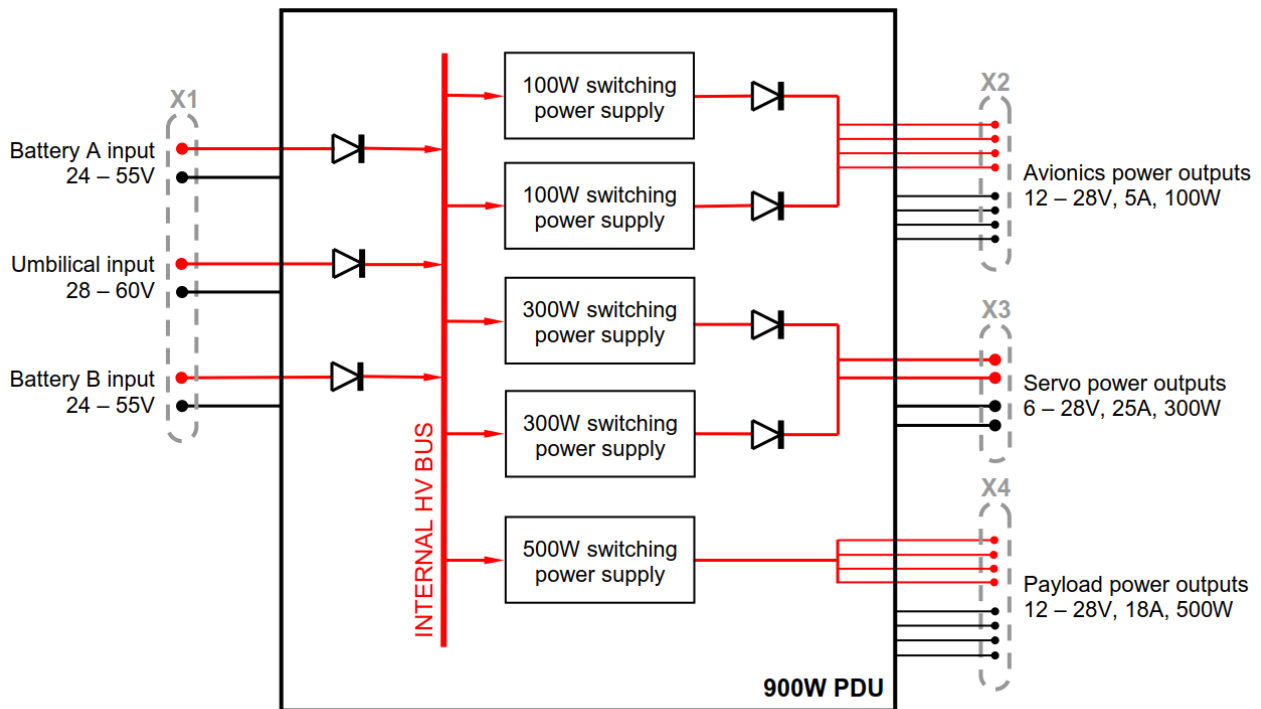 X1
Battery A input
24 – 55V
Umbilical input
28 – 60V
Battery B input
24 – 55V
INTERNAL HV BUS
100W switching
power supply
100W switching
power supply
300W switching
power supply
300W switching
power supply
500W switching
power supply
900W PDU
X2
Avionics power outputs
12 – 28V, 5A, 100W
X3
Servo power outputs
6 – 28V, 25A, 300W
X4
Payload power outputs
12 – 28V, 18A, 500W